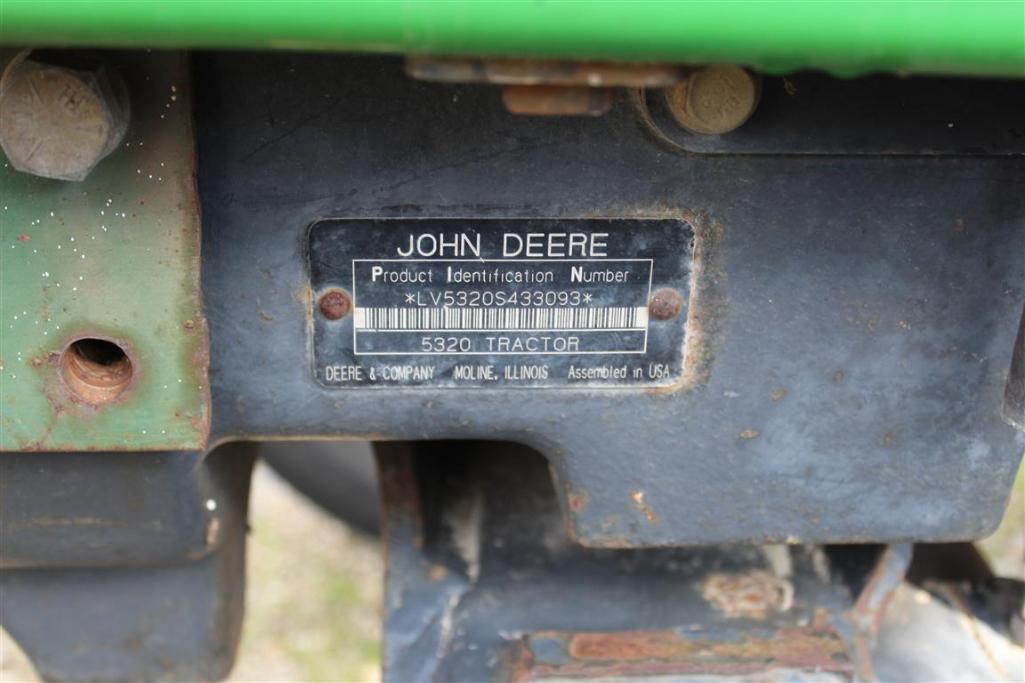 JOHN DEERE
Product Identification Number
*LV5320S433093*
5320 TRACTOR
DEERE & COMPANY MOLINE, ILLINOIS Assembled in USA